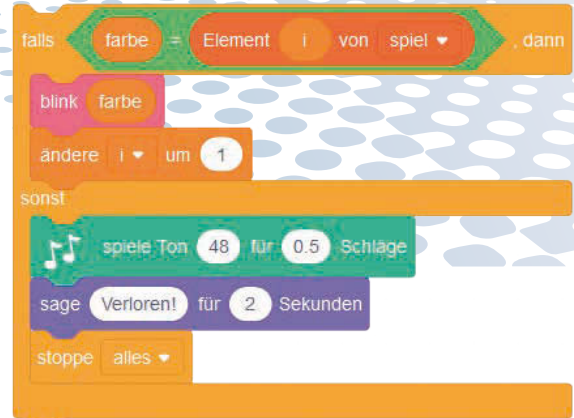 falls farbe = Element i von spiel , dann
blink farbe
ändere i um 1
sonst
spiele Ton 48 für 0.5 Schläge
sage Verloren! für 2 Sekunden
stoppe alles